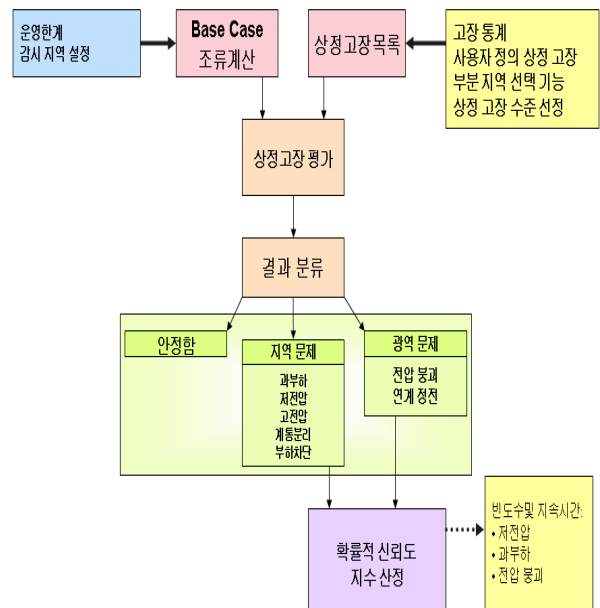 운영한계
감시 지역 설정
Base Case
조류계산
상정고장목록
고장 통계
사용자 정의 상정 고장
부분 지역 선택 기능
상정 고장 수준 선정
상정고장 평가
결과 분류
안정함
지역 문제
과부하
저전압
고전압
계통분리
부하차단
광역 문제
전압 붕괴
연계 정전
확률적 신뢰도
지수 산정
빈도수및 지속시간:
• 저전압
• 과부하
• 전압 붕괴